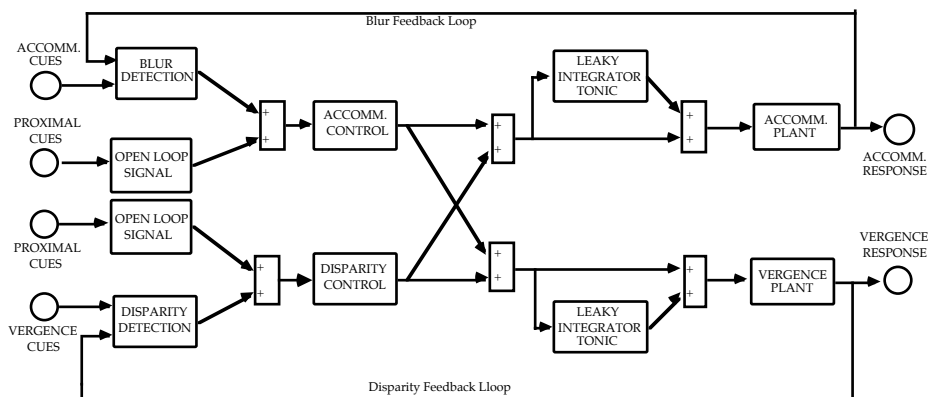 Blur Feedback Loop
ACCOMM.
CUES
BLUR
DETECTION
LEAKY
INTEGRATOR
TONIC
+
+
ACCOMM.
CONTROL
+
+
+
+
ACCOMM.
PLANT
PROXIMAL
CUES
OPEN LOOP
SIGNAL
ACCOMM.
RESPONSE
OPEN LOOP
SIGNAL
PROXIMAL
CUES
VERGENCE
RESPONSE
+
+
DISPARITY
CONTROL
+
+
+
+
VERGENCE
PLANT
VERGENCE
CUES
DISPARITY
DETECTION
LEAKY
INTEGRATOR
TONIC
Disparity Feedback Lloop